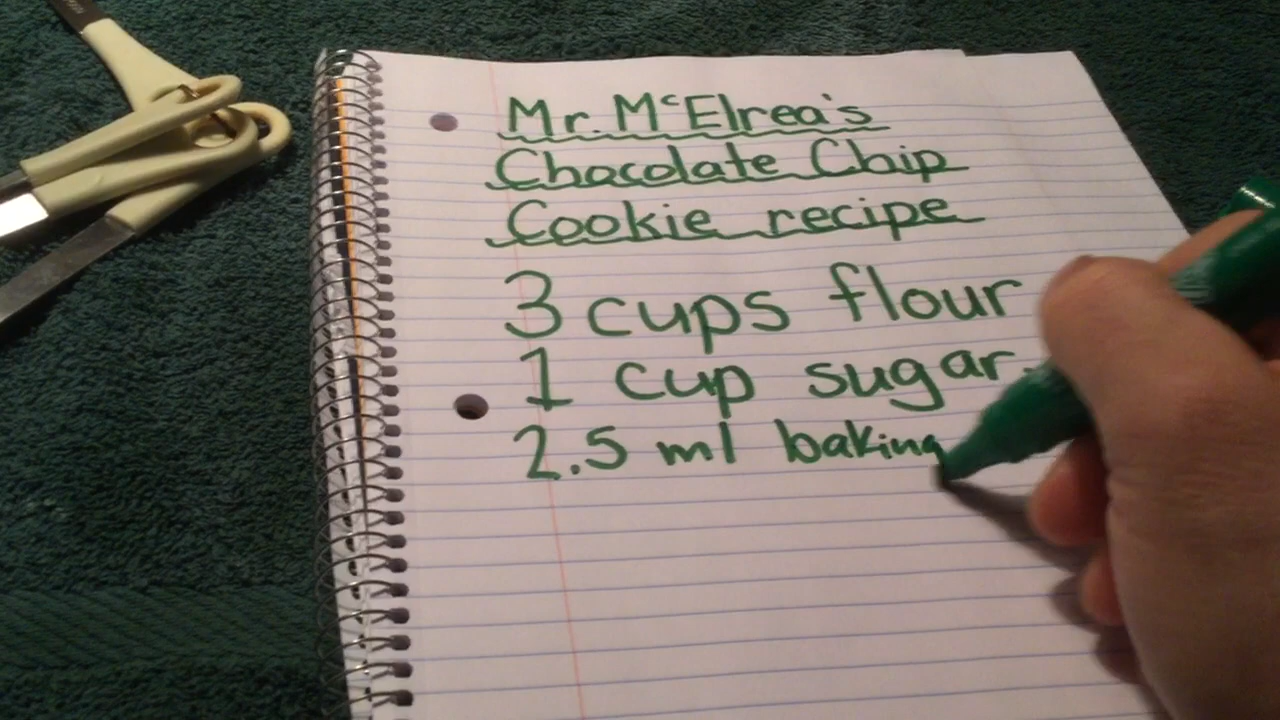 Mr. McElrea's
Chocolate Chip
Cookie recipe
3 cups flour
1 cup sugar
2.5 ml baking